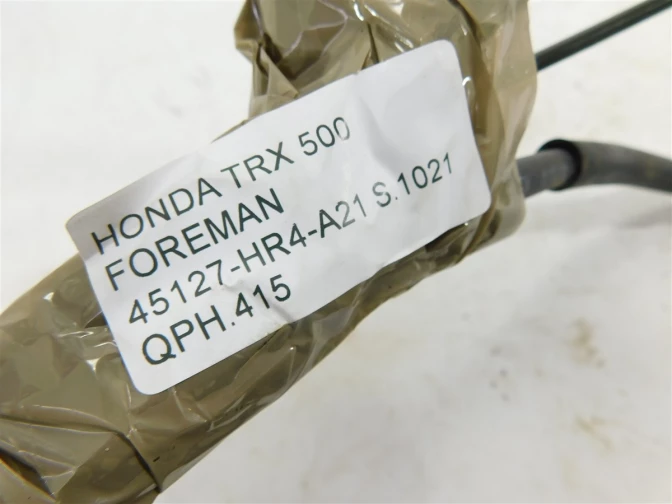 HONDA TRX 500
FOREMAN
45127-HR4-A21 S.1021
QPH.415